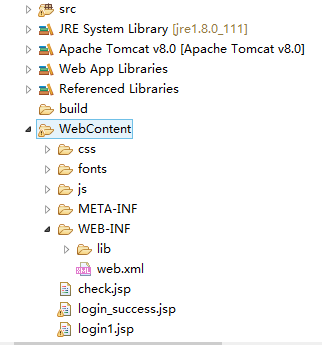 src
JRE System Library [jre1.8.0_111]
Apache Tomcat v8.0 [Apache Tomcat v8.0]
Web App Libraries
Referenced Libraries
build
WebContent
css
fonts
js
META-INF
WEB-INF
lib
web.xml
check.jsp
login_success.jsp
login1.jsp